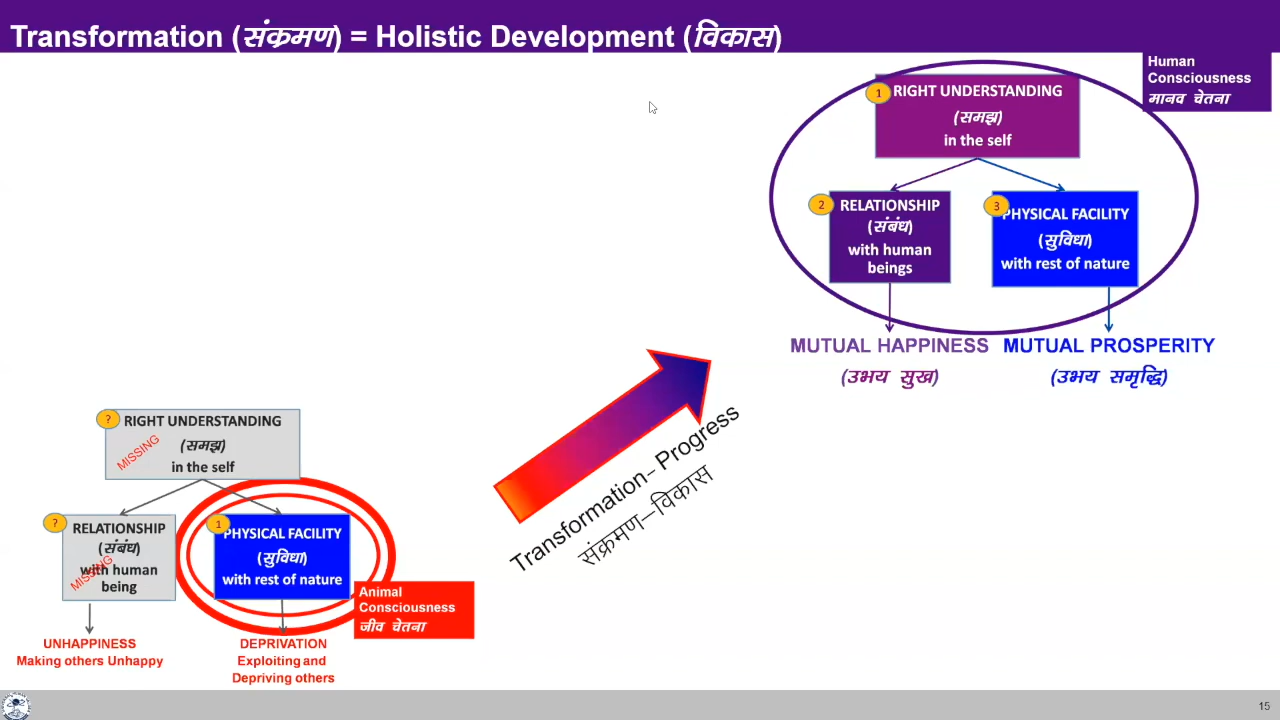 Transformation (संक्रमण) = Holistic Development (विकास)
Human
Consciousness
मानव चेतना
1
RIGHT UNDERSTANDING
(समझ)
in the self
2
RELATIONSHIP
(संबंध)
with human
beings
3
PHYSICAL FACILITY
(सुविधा)
with rest of nature
MUTUAL HAPPINESS
(उभय सुख)
MUTUAL PROSPERITY
(उभय समृद्धि)
Transformation– Progress
संक्रमण–विकास
?
RIGHT UNDERSTANDING
(समझ)
in the self
MISSING
?
RELATIONSHIP
(संबंध)
with human
being
MISSING
1
PHYSICAL FACILITY
(सुविधा)
with rest of nature
Animal
Consciousness
जीव चेतना
UNHAPPINESS
Making others Unhappy
DEPRIVATION
Exploiting and
Depriving others
15